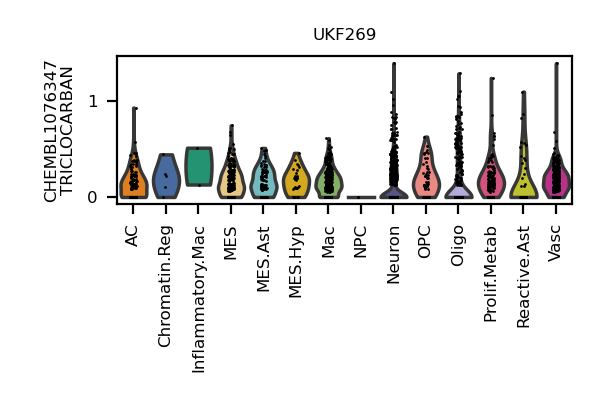 UKF269
CHEMBL1076347
TRICLOCARBAN
1
0
AC
Chromatin.Reg
Inflammatory.Mac
MES
MES.Ast
MES.Hyp
Mac
NPC
Neuron
OPC
Oligo
Prolif.Metab
Reactive.Ast
Vasc